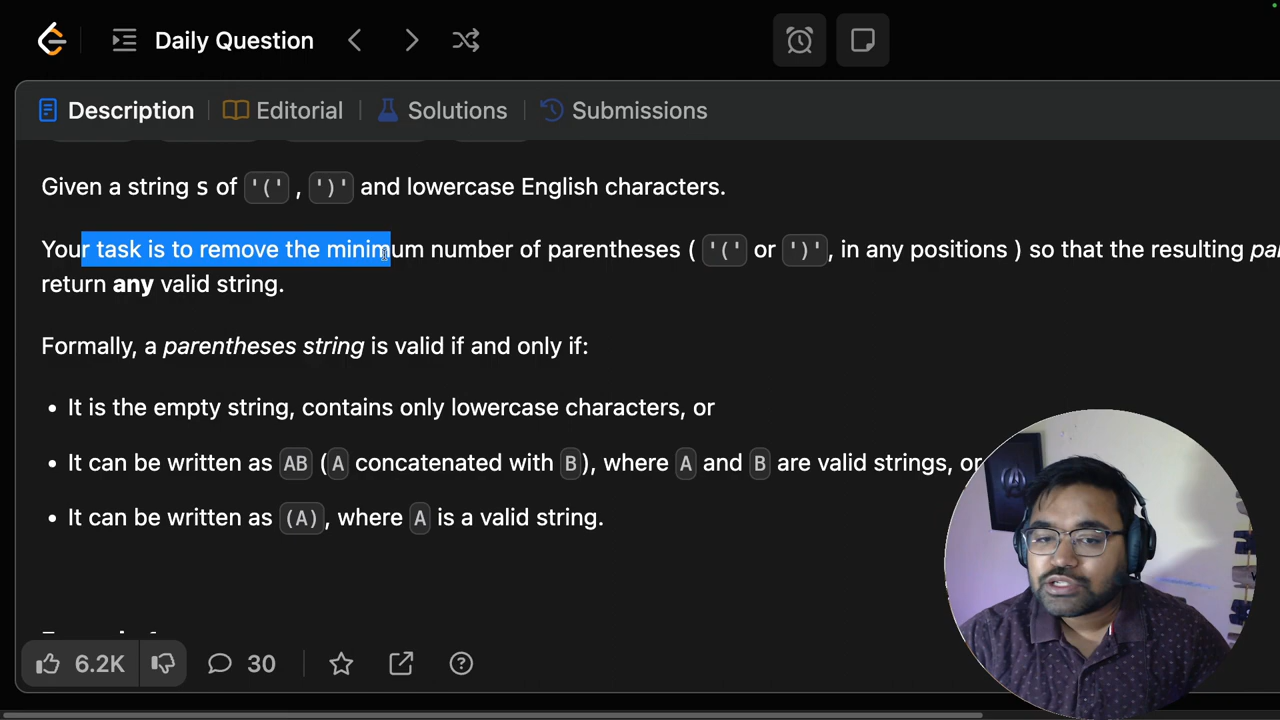 Daily Question
Description
Editorial
Solutions
Submissions
Given a string s of '(' , ')' and lowercase English characters.
Your task is to remove the minimum number of parentheses ( '(' or ')', in any positions ) so that the resulting
return any valid string.
Formally, a parentheses string is valid if and only if:
• It is the empty string, contains only lowercase characters, or
• It can be written as AB (A concatenated with B), where A and B are valid strings, or
• It can be written as (A), where A is a valid string.
6.2K
30